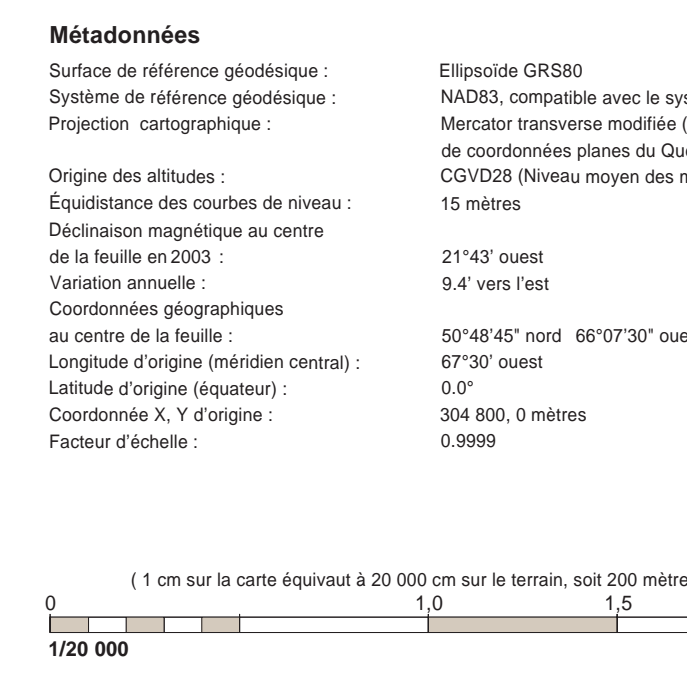 Métadonnées
Surface de référence géodésique : Ellipsoïde GRS80
Système de référence géodésique : NAD83, compatible avec le sys
Projection cartographique : Mercator transverse modifiée (
de coordonnées planes du Qu
Origine des altitudes : CGVD28 (Niveau moyen des m
Équidistance des courbes de niveau : 15 mètres
Déclinaison magnétique au centre
de la feuille en 2003 : 21°43’ ouest
Variation annuelle : 9.4’ vers l’est
Coordonnées géographiques
au centre de la feuille : 50°48’45" nord 66°07’30" oue
Longitude d’origine (méridien central) : 67°30’ ouest
Latitude d’origine (équateur) : 0.0°
Coordonnée X, Y d’origine : 304 800, 0 mètres
Facteur d’échelle : 0.9999
( 1 cm sur la carte équivaut à 20 000 cm sur le terrain, soit 200 mètre
0 1,0 1,5
1/20 000